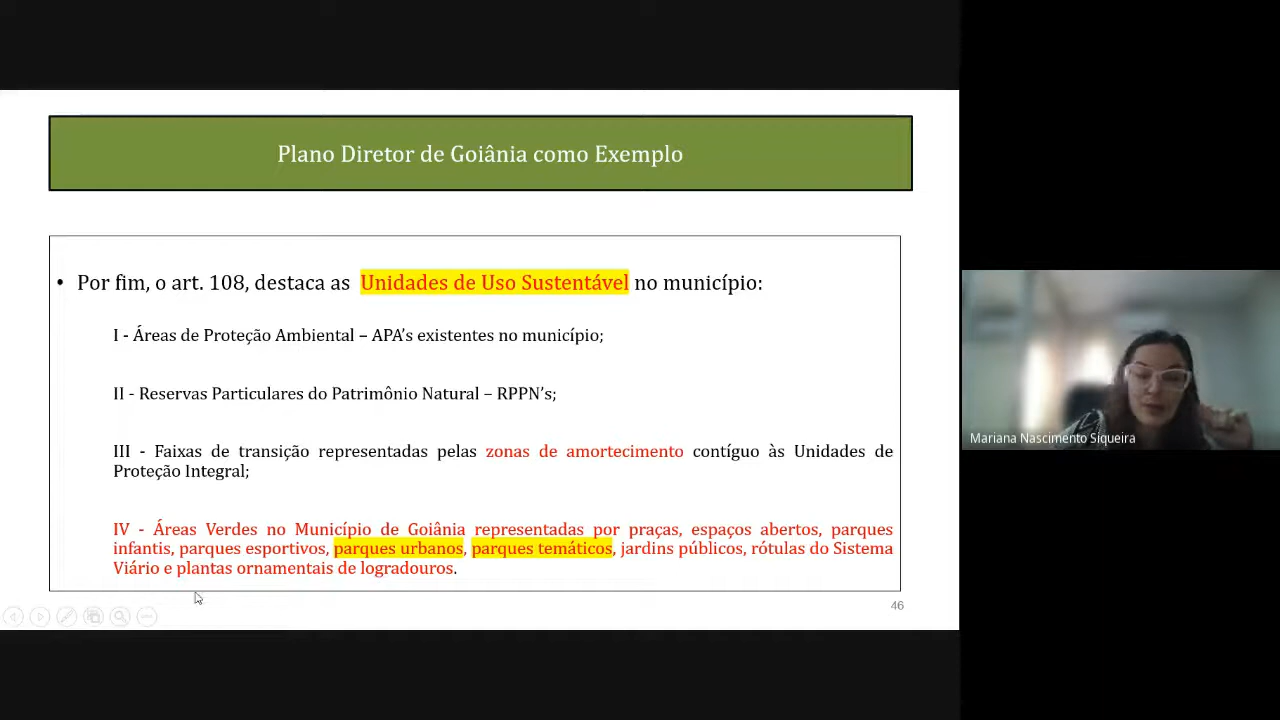 Plano Diretor de Goiânia como Exemplo
• Por fim, o art. 108, destaca as Unidades de Uso Sustentável no município:
I - Áreas de Proteção Ambiental – APA’s existentes no município;
II - Reservas Particulares do Patrimônio Natural – RPPN’s;
III - Faixas de transição representadas pelas zonas de amortecimento contíguo às Unidades de
Proteção Integral;
IV - Áreas Verdes no Município de Goiânia representadas por praças, espaços abertos, parques
infantis, parques esportivos, parques urbanos, parques temáticos, jardins públicos, rótulas do Sistema
Viário e plantas ornamentais de logradouros.
46
Mariana Nascimento Siqueira